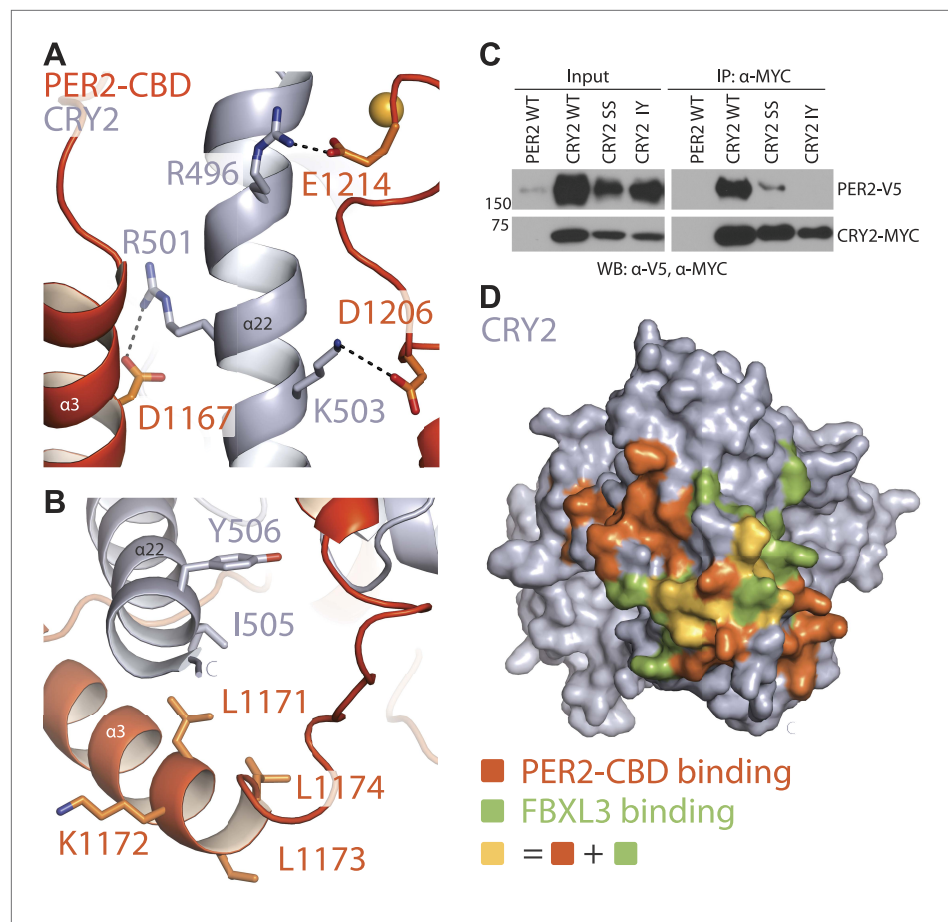 A
PER2-CBD
CRY2
R496
E1214
R501
α22
D1206
α3
D1167
K503
B
α22
Y506
I505
C
L1171
α3
L1174
K1172
L1173
C
Input
IP: α-MYC
PER2 WT
CRY2 WT
CRY2 SS
CRY2 IY
PER2 WT
CRY2 WT
CRY2 SS
CRY2 IY
PER2-V5
150
75
CRY2-MYC
WB: α-V5, α-MYC
D
CRY2
C
PER2-CBD binding
FBXL3 binding
= +